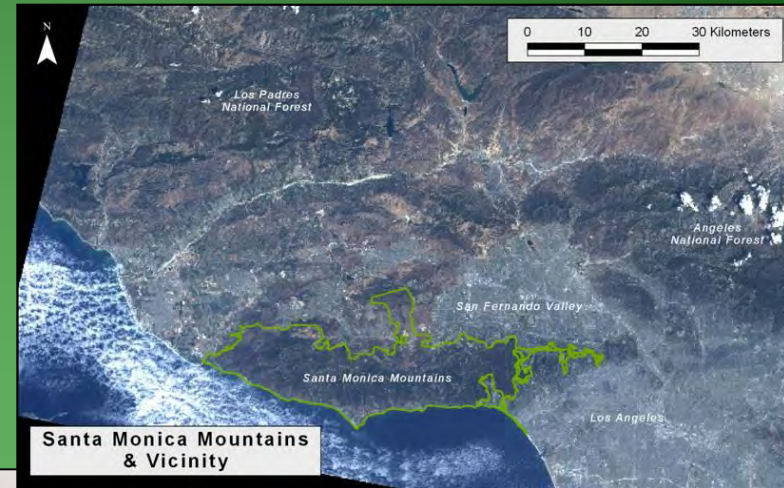 N
0 10 20 30 Kilometers
Los Padres
National Forest
Angeles
National Forest
San Fernando Valley
Santa Monica Mountains
Los Angeles
Santa Monica Mountains
& Vicinity